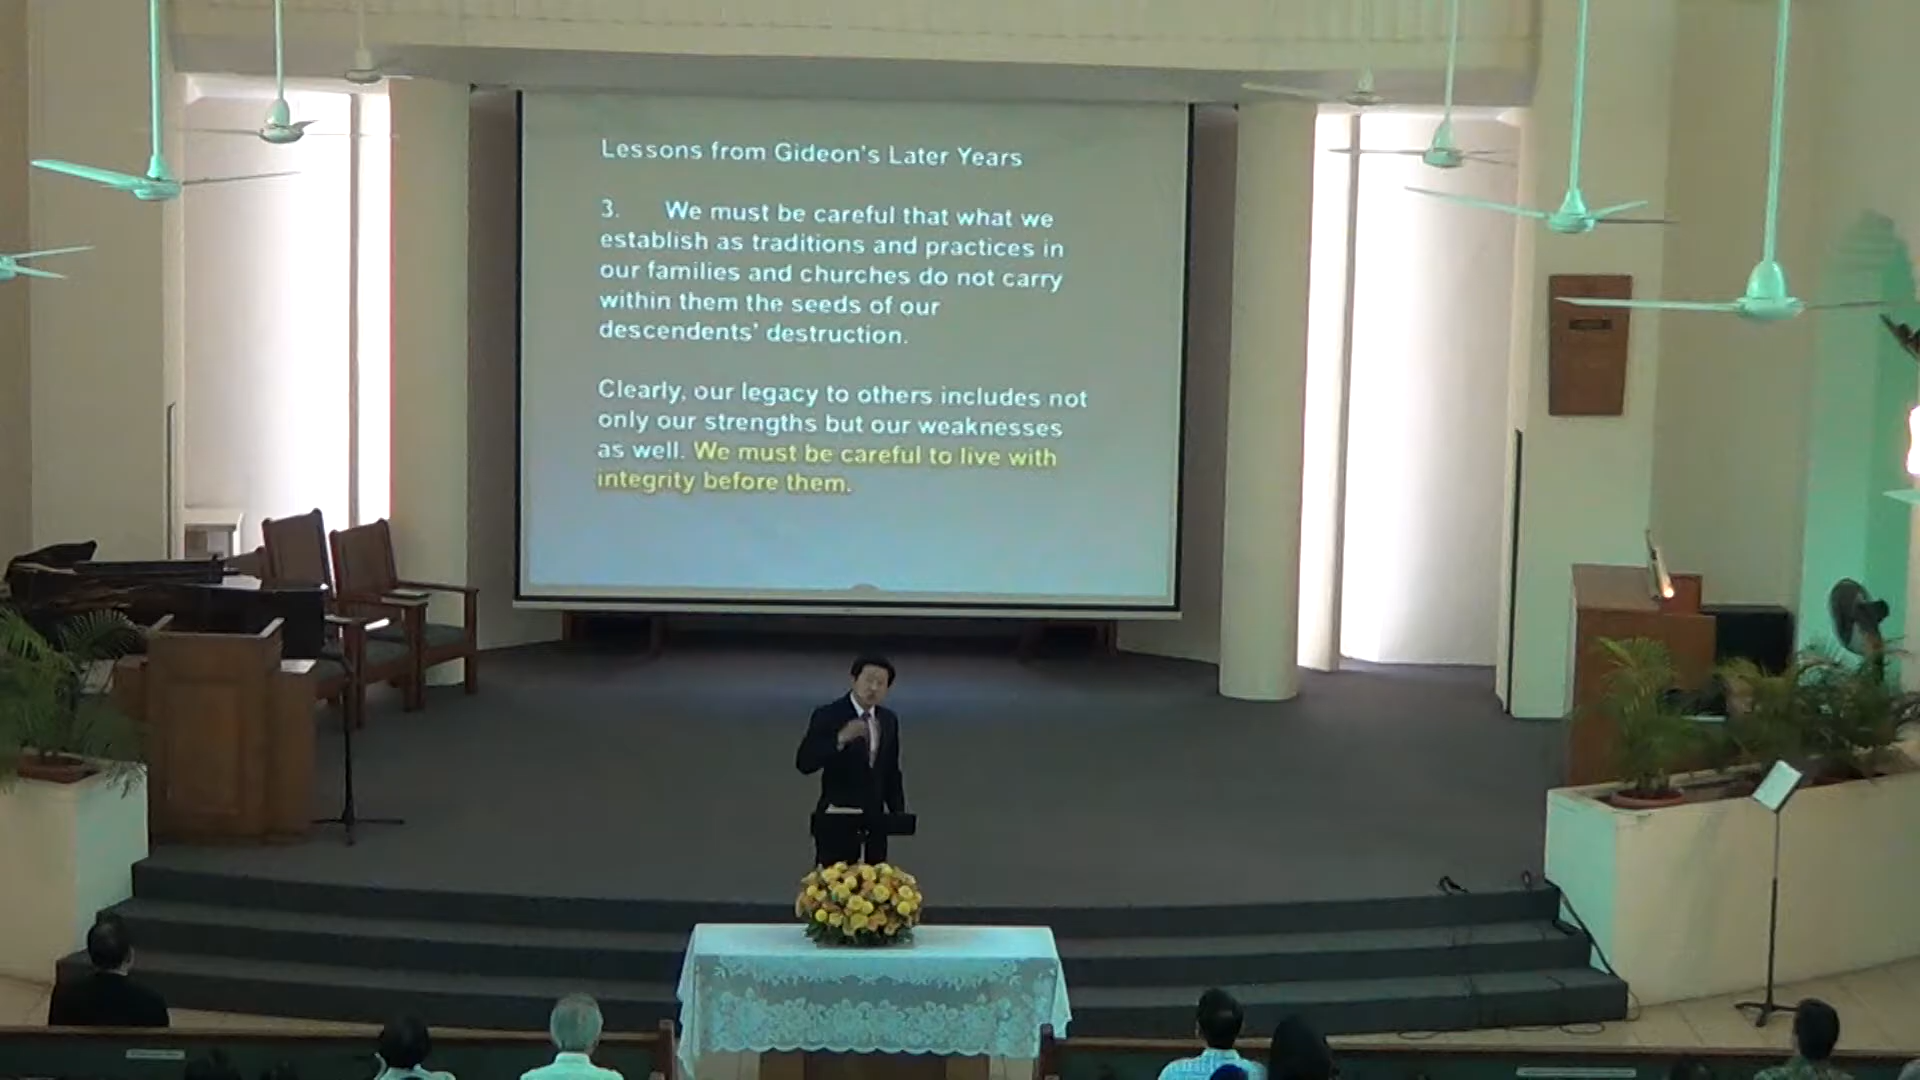 Lessons from Gideon's Later Years
3. We must be careful that what we
establish as traditions and practices in
our families and churches do not carry
within them the seeds of our
descendents' destruction.
Clearly, our legacy to others includes not
only our strengths but our weaknesses
as well. We must be careful to live with
integrity before them.